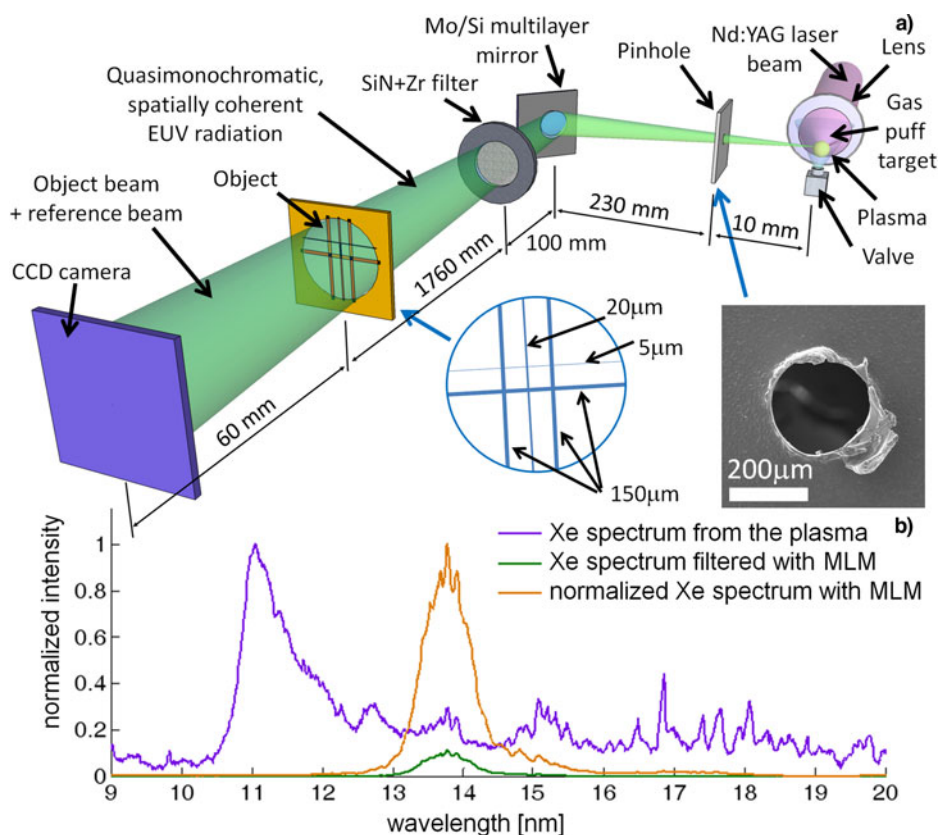 a)
Mo/Si multilayer
mirror
Nd:YAG laser
beam
Lens
Pinhole
Quasimonochromatic,
spatially coherent
EUV radiation
SiN+Zr filter
Gas
puff
target
Object beam
+ reference beam
Object
Plasma
Valve
CCD camera
230 mm
10 mm
100 mm
1760 mm
60 mm
20μm
5μm
150μm
200μm
b)
Xe spectrum from the plasma
Xe spectrum filtered with MLM
normalized Xe spectrum with MLM
normalized intensity
1
0.8
0.6
0.4
0.2
0
9 10 11 12 13 14 15 16 17 18 19 20
wavelength [nm]